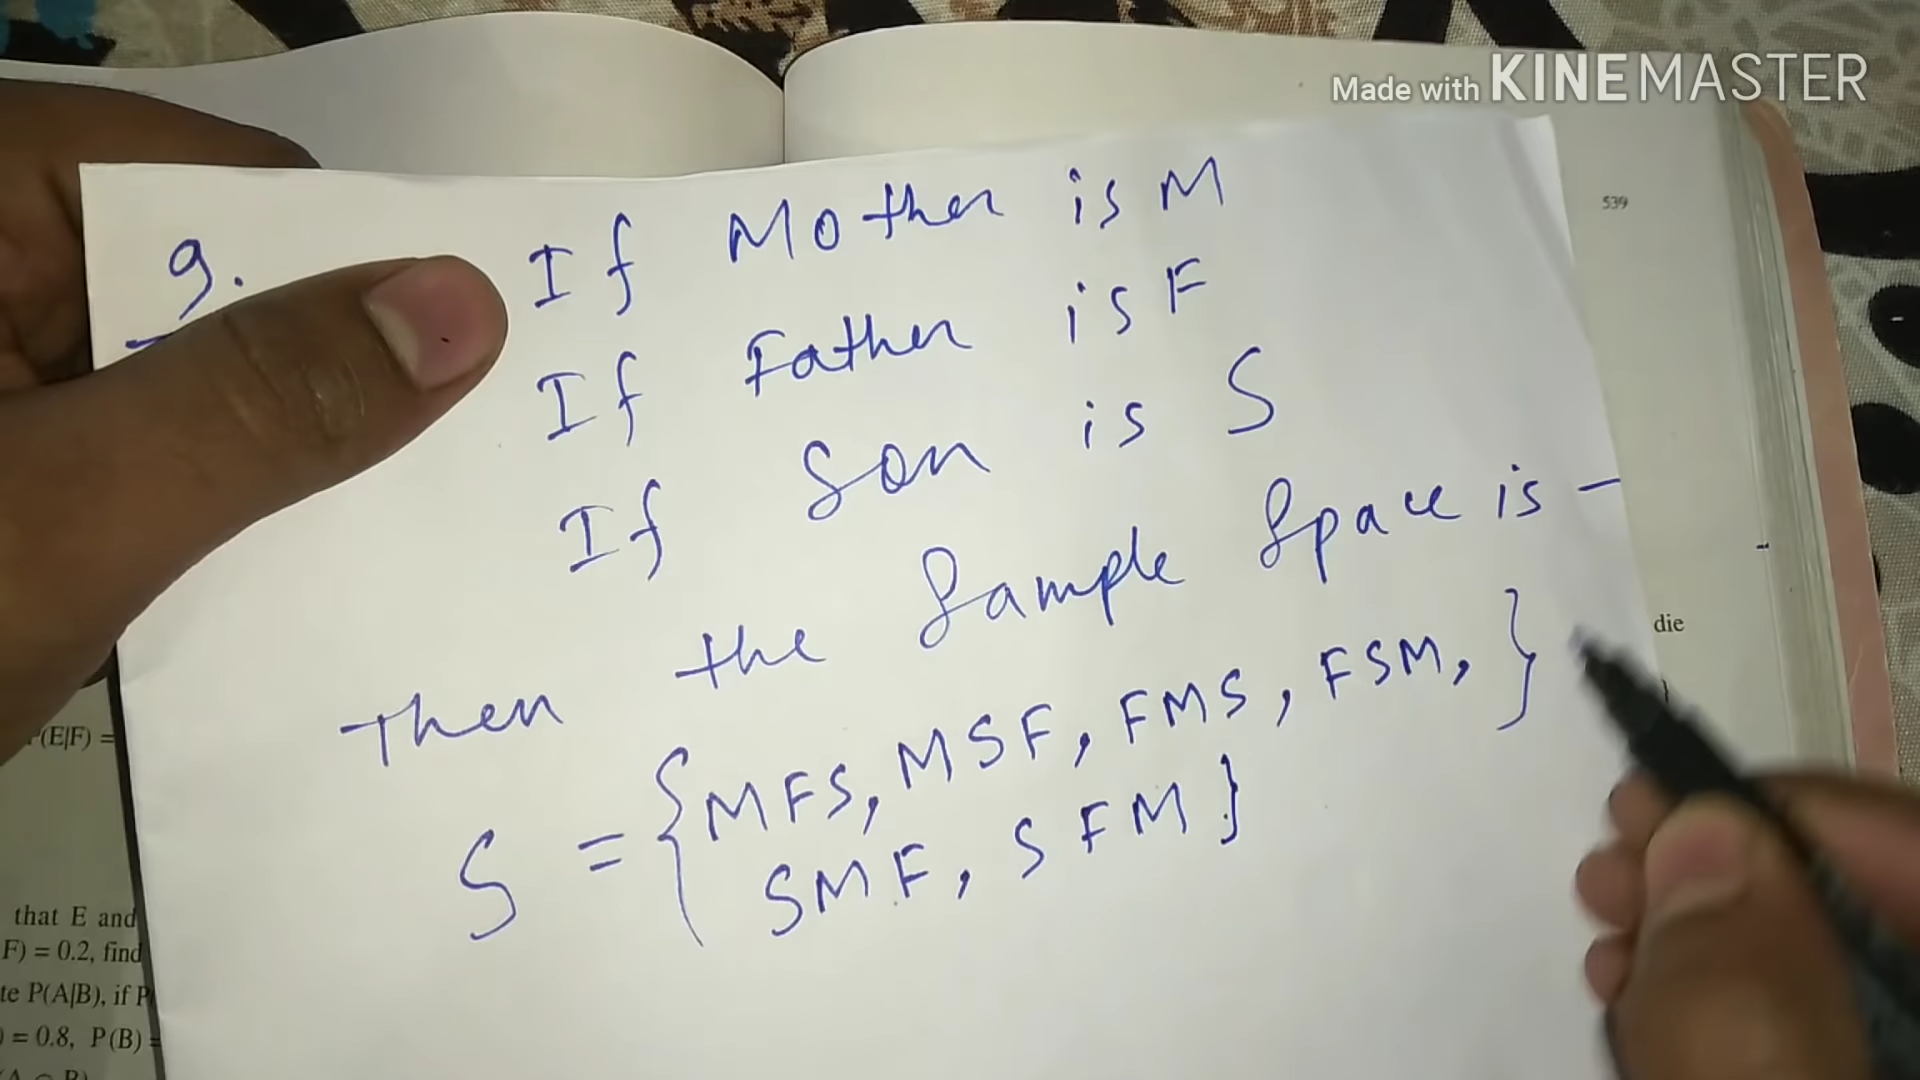 Made with KINEMASTER
539
9. If Mother is M
If Father is F
If Son is S
Then the Sample Space is -
S = { MFS, MSF, FMS, FSM, }
SMF, SFM }
die
}
P(E|F) =
that E and
F) = 0.2, find
te P(A|B), if P(
) = 0.8, P(B) =